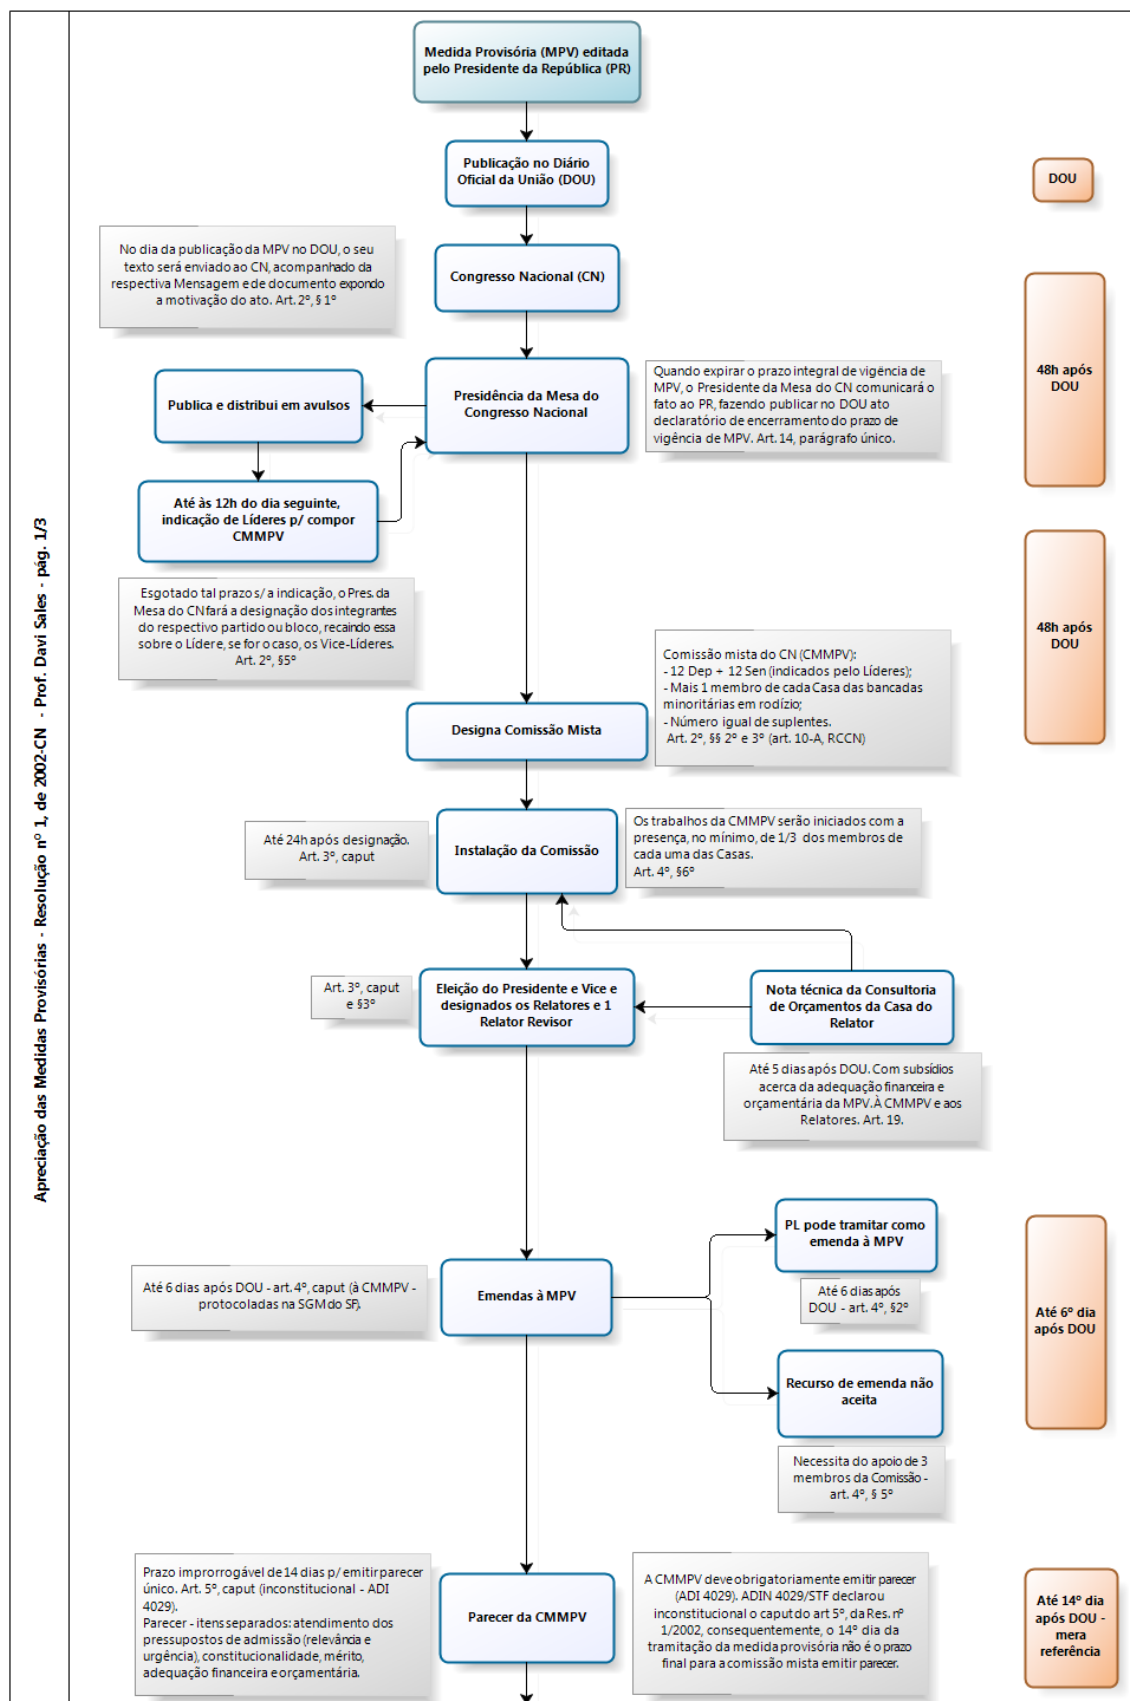 Apreciação das Medidas Provisórias - Resolução nº 1, de 2002-CN - Prof. Davi Sales - pág. 1/3
Medida Provisória (MPV) editada
pelo Presidente da República (PR)
Publicação no Diário
Oficial da União (DOU)
DOU
No dia da publicação da MPV no DOU, o seu
texto será enviado ao CN, acompanhado da
respectiva Mensagem e de documento expondo
a motivação do ato. Art. 2º, § 1º
Congresso Nacional (CN)
48h após
DOU
Publica e distribui em avulsos
Presidência da Mesa do
Congresso Nacional
Quando expirar o prazo integral de vigência de
MPV, o Presidente da Mesa do CN comunicará o
fato ao PR, fazendo publicar no DOU ato
declaratório de encerramento do prazo de
vigência de MPV. Art. 14, parágrafo único.
Até às 12h do dia seguinte,
indicação de Líderes p/ compor
CMMPV
Esgotado tal prazo s/ a indicação, o Pres. da
Mesa do CN fará a designação dos integrantes
do respectivo partido ou bloco, recaindo essa
sobre o Líder e, se for o caso, os Vice-Líderes.
Art. 2º, §5º
48h após
DOU
Designa Comissão Mista
Comissão mista do CN (CMMPV):
- 12 Dep + 12 Sen (indicados pelo Líderes);
- Mais 1 membro de cada Casa das bancadas
minoritárias em rodízio;
- Número igual de suplentes.
Art. 2º, §§ 2º e 3º (art. 10-A, RCCN)
Até 24h após designação.
Art. 3º, caput
Instalação da Comissão
Os trabalhos da CMMPV serão iniciados com a
presença, no mínimo, de 1/3 dos membros de
cada uma das Casas.
Art. 4º, §6º
Art. 3º, caput
e §3º
Eleição do Presidente e Vice e
designados os Relatores e 1
Relator Revisor
Nota técnica da Consultoria
de Orçamentos da Casa do
Relator
Até 5 dias após DOU. Com subsídios
acerca da adequação financeira e
orçamentária da MPV. À CMMPV e aos
Relatores. Art. 19.
Até 6 dias após DOU - art. 4º, caput (à CMMPV -
protocoladas na SGM do SF).
Emendas à MPV
PL pode tramitar como
emenda à MPV
Até 6 dias após
DOU - art. 4º, §2º
Recurso de emenda não
aceita
Necessita do apoio de 3
membros da Comissão -
art. 4º, § 5º
Até 6º dia
após DOU
Prazo improrrogável de 14 dias p/ emitir parecer
único. Art. 5º, caput (inconstitucional - ADI
4029).
Parecer - itens separados: atendimento dos
pressupostos de admissão (relevância e
urgência), constitucionalidade, mérito,
adequação financeira e orçamentária.
Parecer da CMMPV
A CMMPV deve obrigatoriamente emitir parecer
(ADI 4029). ADIN 4029/STF declarou
inconstitucional o caput do art 5º, da Res. nº
1/2002, consequentemente, o 14º dia da
tramitação da medida provisória não é o prazo
final para a comissão mista emitir parecer.
Até 14º dia
após DOU -
mera
referência